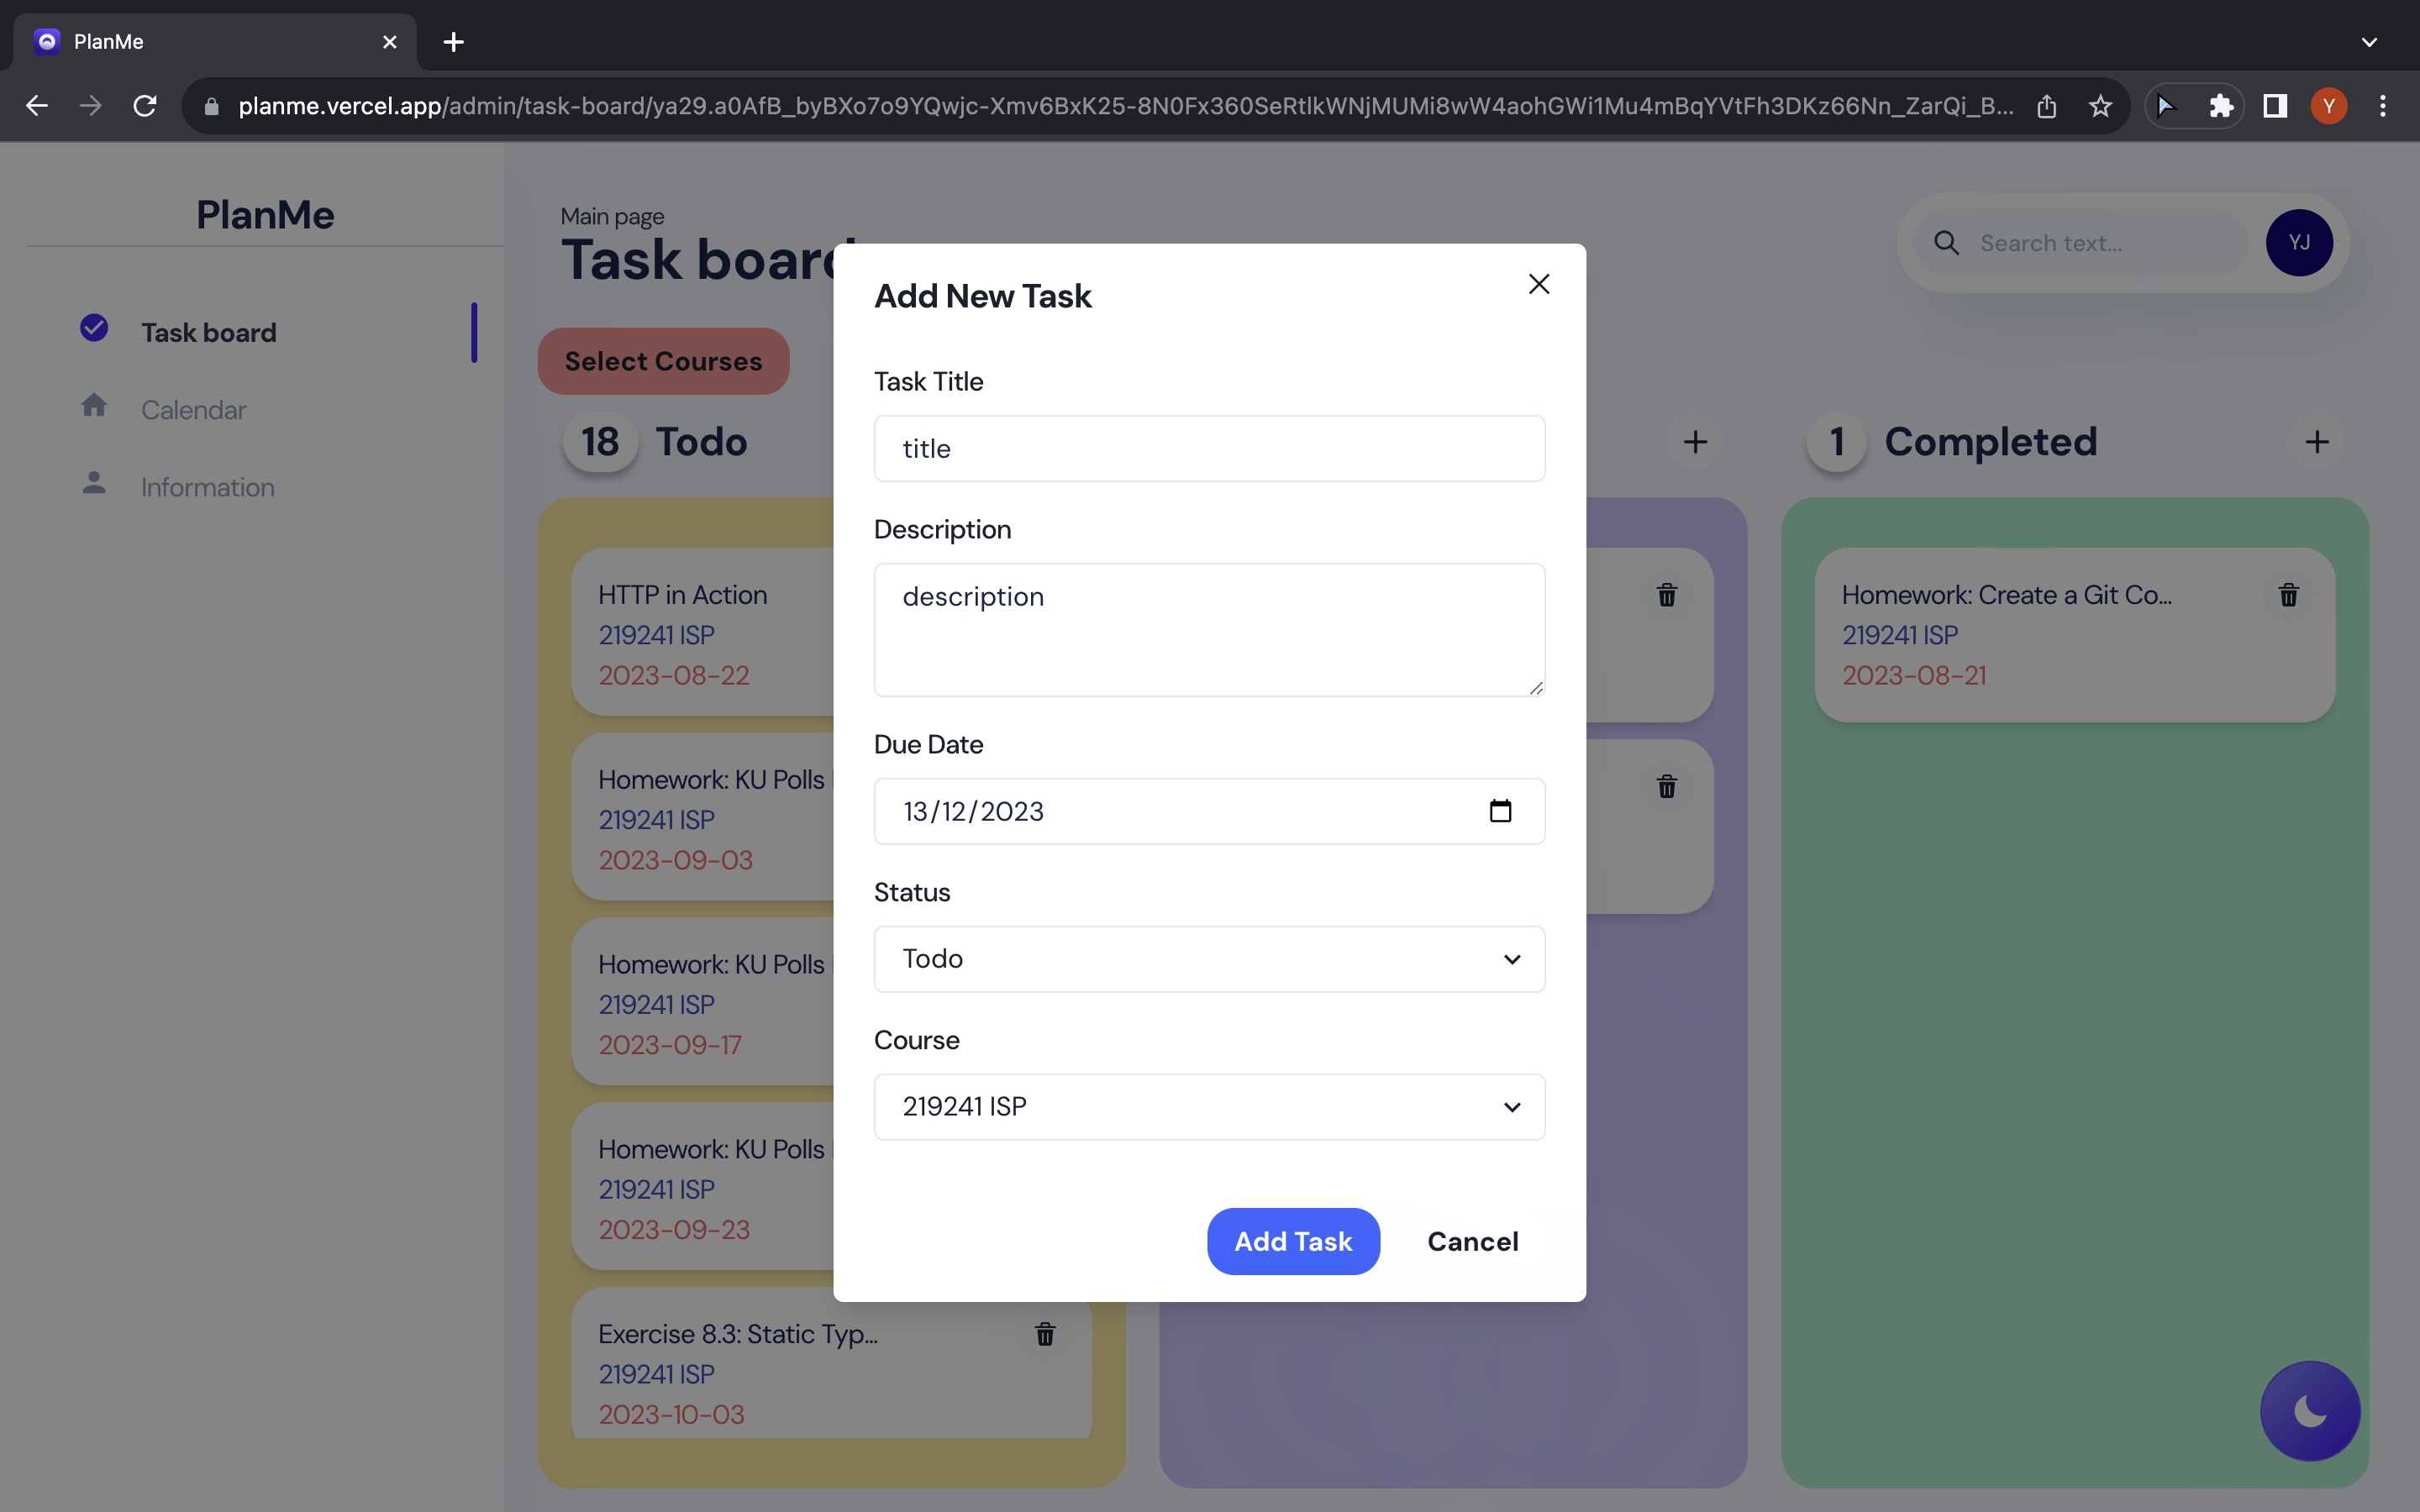 PlanMe
planme.vercel.app/admin/task-board/ya29.a0AfB_byBXo7o9YQwjc-Xmv6BxK25-8N0Fx360SeRtlkWNjMUMi8wW4aohGWi1Mu4mBqYVtFh3DKz66Nn_ZarQi_B...
Y
PlanMe
Task board
Calendar
Information
Main page
Task board
Search text...
YJ
Select Courses
18 Todo
1 Completed
HTTP in Action
219241 ISP
2023-08-22
Homework: KU Polls
219241 ISP
2023-09-03
Homework: KU Polls
219241 ISP
2023-09-17
Homework: KU Polls
219241 ISP
2023-09-23
Exercise 8.3: Static Typ...
219241 ISP
2023-10-03
Add New Task
Task Title
title
Description
description
Due Date
13/12/2023
Status
Todo
Course
219241 ISP
Add Task
Cancel
Homework: Create a Git Co...
219241 ISP
2023-08-21